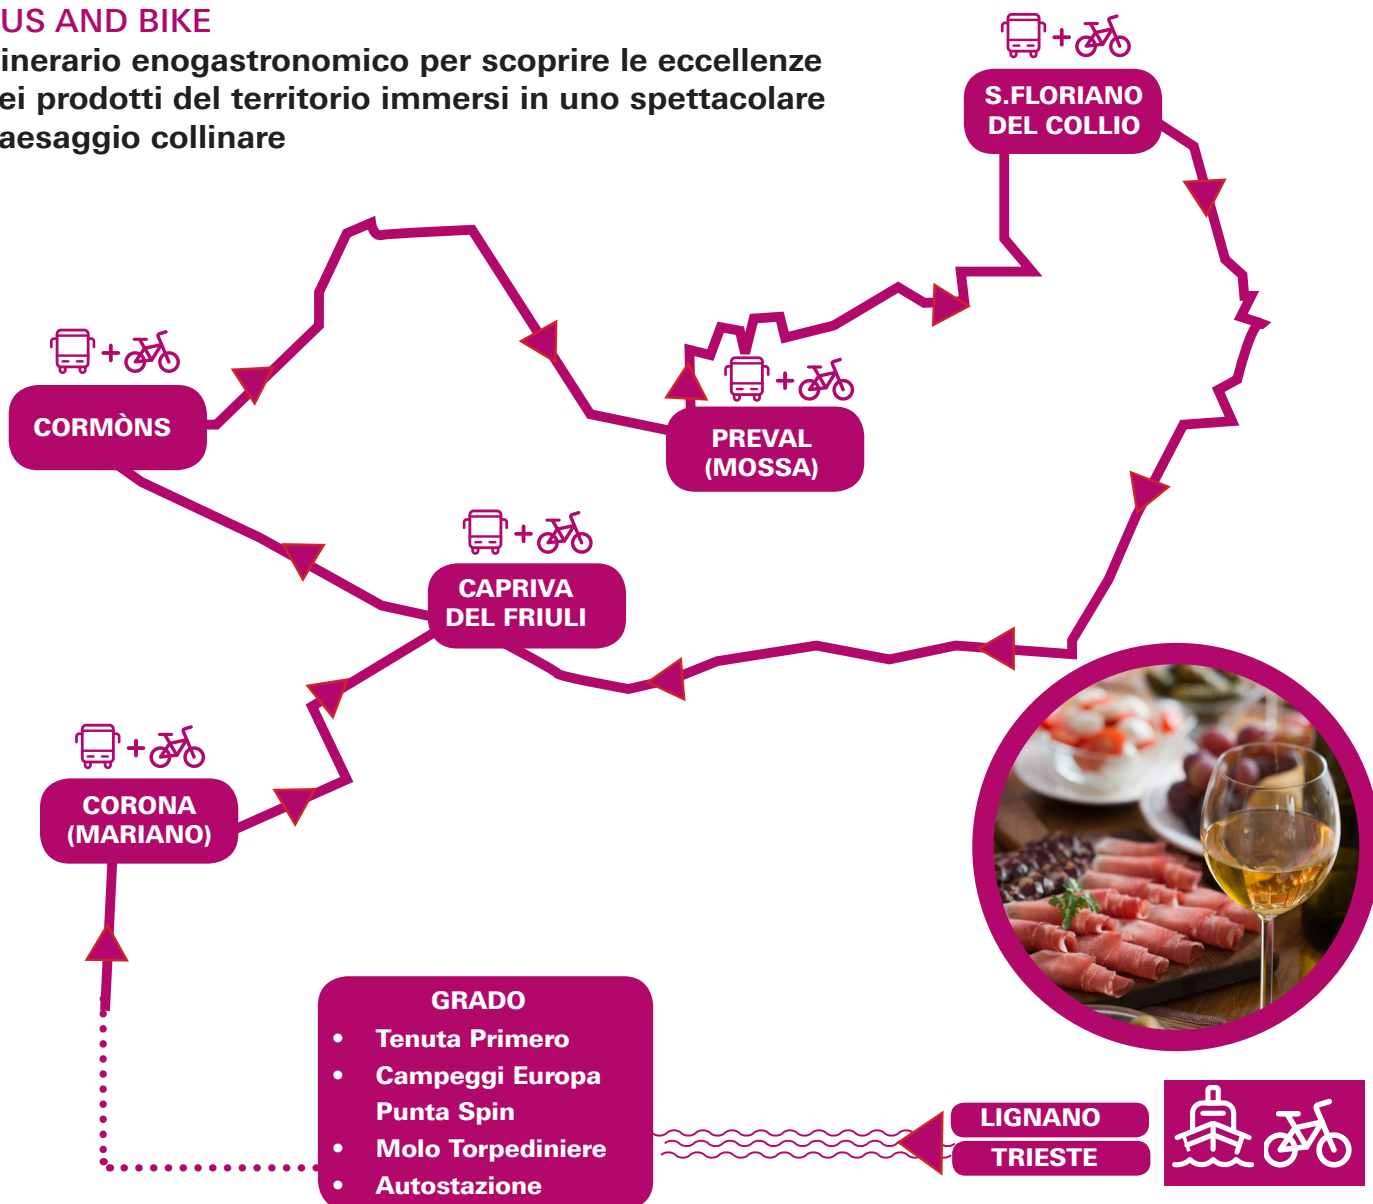 US AND BIKE
inerario enogastronomico per scoprire le eccellenze
ei prodotti del territorio immersi in uno spettacolare
aesaggio collinare
S.FLORIANO
DEL COLLIO
CORMÒNS
PREVAL
(MOSSA)
CAPRIVA
DEL FRIULI
CORONA
(MARIANO)
GRADO
• Tenuta Primero
• Campeggi Europa
Punta Spin
• Molo Torpediniere
• Autostazione
LIGNANO
TRIESTE